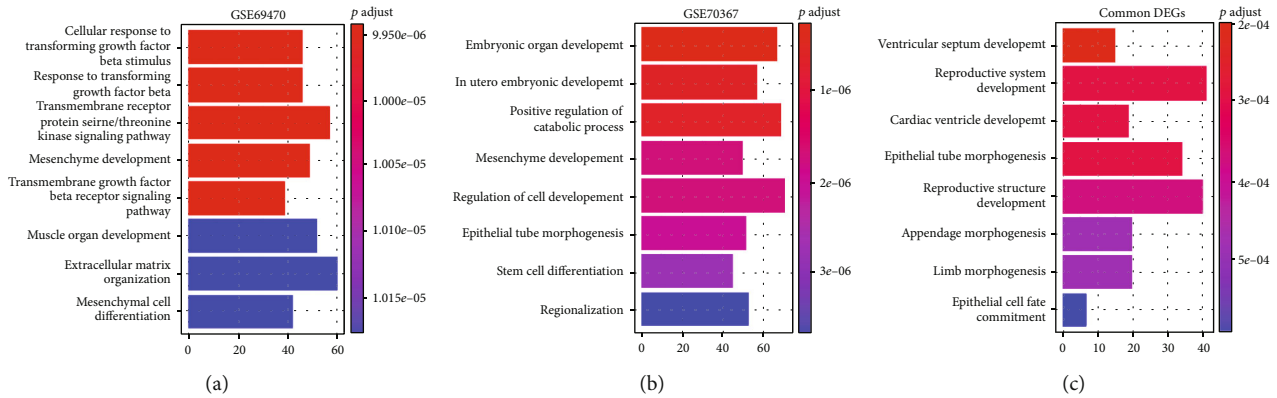 GSE69470
p adjust
Cellular response to
transforming growth factor
beta stimulus
Response to transforming
growth factor beta
Transmembrane receptor
protein seirne/threonine
kinase signaling pathway
Mesenchyme development
Transmembrane growth factor
beta receptor signaling
pathway
Muscle organ development
Extracellular matrix
organization
Mesenchymal cell
differentiation
9.950e−06
1.000e−05
1.005e−05
1.010e−05
1.015e−05
0 20 40 60
(a)
GSE70367
p adjust
Embryonic organ developemt
In utero embryonic developemt
Positive regulation of
catabolic process
Mesenchyme developement
Regulation of cell developement
Epithelial tube morphogenesis
Stem cell differentiation
Regionalization
1e−06
2e−06
3e−06
0 20 40 60
(b)
Common DEGs
p adjust
Ventricular septum developemt
Reproductive system
development
Cardiac ventricle developemt
Epithelial tube morphogenesis
Reproductive structure
development
Appendage morphogenesis
Limb morphogenesis
Epithelial cell fate
commitment
2e−04
3e−04
4e−04
5e−04
0 10 20 30 40
(c)